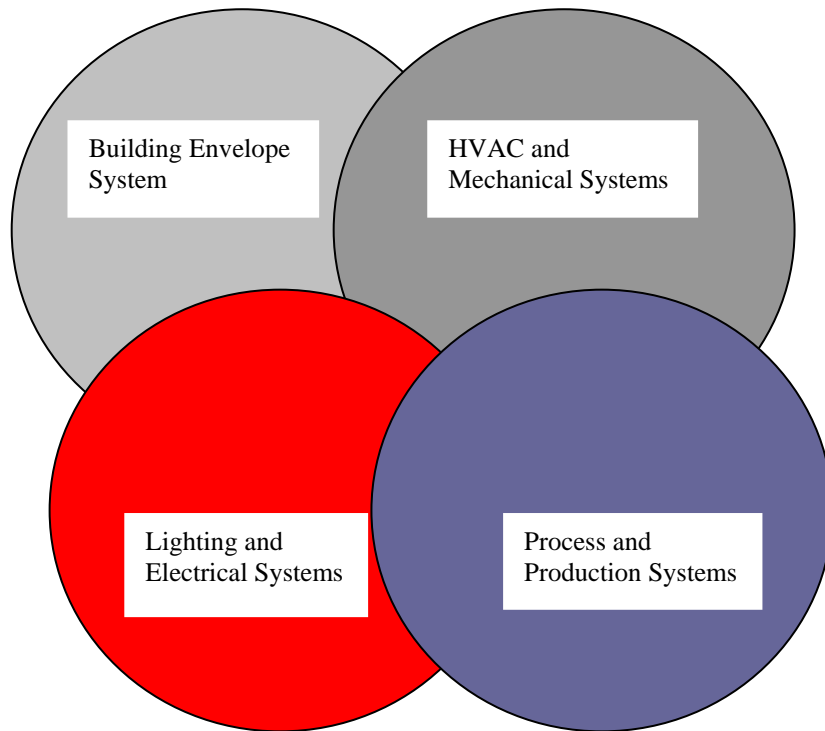 Building Envelope
System
HVAC and
Mechanical Systems
Lighting and
Electrical Systems
Process and
Production Systems